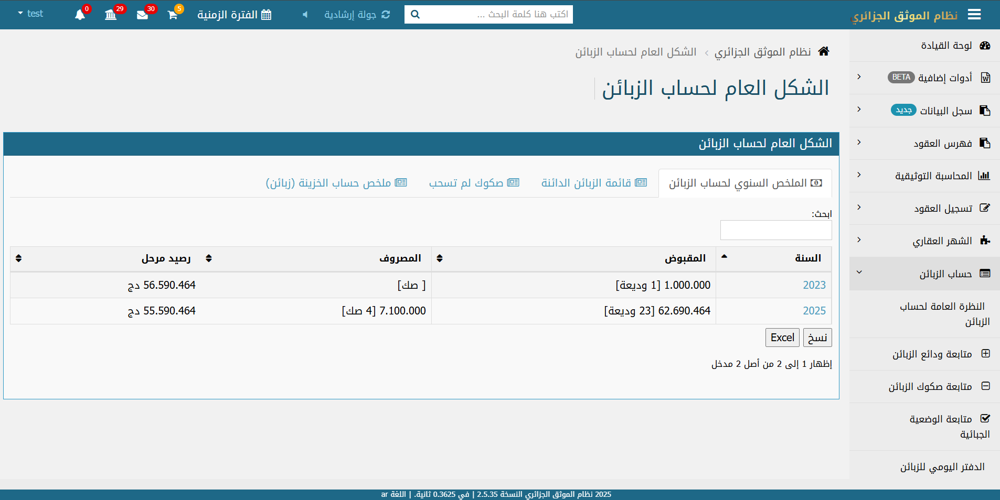 نظام الموثق الجزائري
اكتب هنا كلمة البحث ...
جولة إرشادية
الفترة الزمنية
5
30
29
0
test
لوحة القيادة
أدوات إضافية BETA
سجل البيانات جديد
فهرس العقود
المحاسبة التوثيقية
تسجيل العقود
الشهر العقاري
حساب الزبائن
النظرة العامة لحساب
الزبائن
متابعة ودائع الزبائن
متابعة صكوك الزبائن
متابعة الوضعية
الجبائية
الدفتر اليومي للزبائن
نظام الموثق الجزائري › الشكل العام لحساب الزبائن
الشكل العام لحساب الزبائن
الشكل العام لحساب الزبائن
الملخص السنوي لحساب الزبائن
قائمة الزبائن الدائنة
صكوك لم تسحب
ملخص حساب الخزينة (زبائن)
ابحث:
السنة المقبوض المصروف رصيد مرحل
2023 1.000.000 [1 وديعة] [ صك] 56.590.464 دج
2025 62.690.464 [23 وديعة] 7.100.000 [4 صك] 55.590.464 دج
نسخ Excel
إظهار 1 إلى 2 من أصل 2 مدخل
2025 نظام الموثق الجزائري النسخة 2.5.35 | في 0.3625 ثانية. | اللغة ar